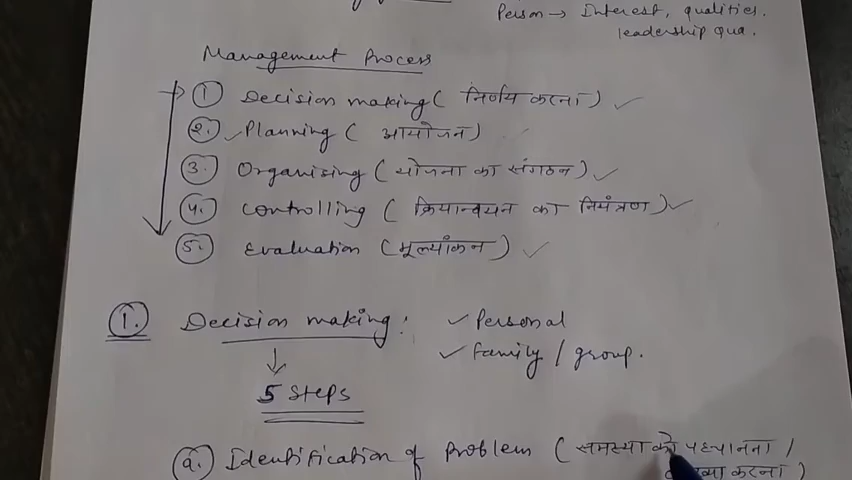 Person → Interest, qualities.
leadership qua.
Management Process
① Decision making ( निर्णय करना ) ✓
②. ✓ Planning ( आयोजन )
③. Organising ( योजना का संगठन ) ✓
④. Controlling ( क्रियान्वयन का नियंत्रण ) ✓
⑤. Evaluation ( मूल्यांकन ) ✓
①. Decision making : ✓ Personal
✓ Family / group.
↓
5 Steps
ⓐ. Identification of Problem ( समस्या को पहचानना /
करना )